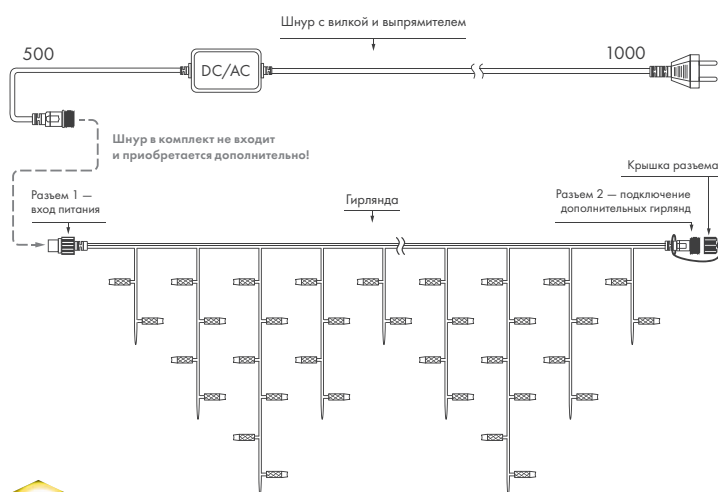 Шнур с вилкой и выпрямителем
500
DC/AC
1000
Шнур в комплект не входит
и приобретается дополнительно!
Крышка разъема
Разъем 1 —
вход питания
Гирлянда
Разъем 2 — подключение
дополнительных гирлянд